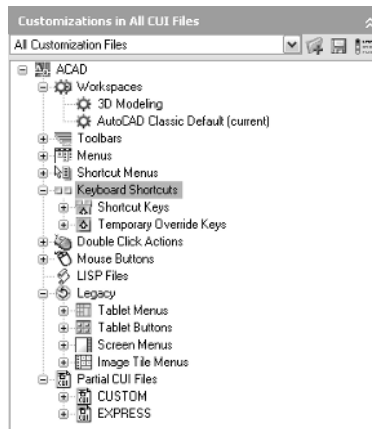 Customizations in All CUI Files
All Customization Files
ACAD
Workspaces
3D Modeling
AutoCAD Classic Default (current)
Toolbars
Menus
Shortcut Menus
Keyboard Shortcuts
Shortcut Keys
Temporary Override Keys
Double Click Actions
Mouse Buttons
LISP Files
Legacy
Tablet Menus
Tablet Buttons
Screen Menus
Image Tile Menus
Partial CUI Files
CUSTOM
EXPRESS